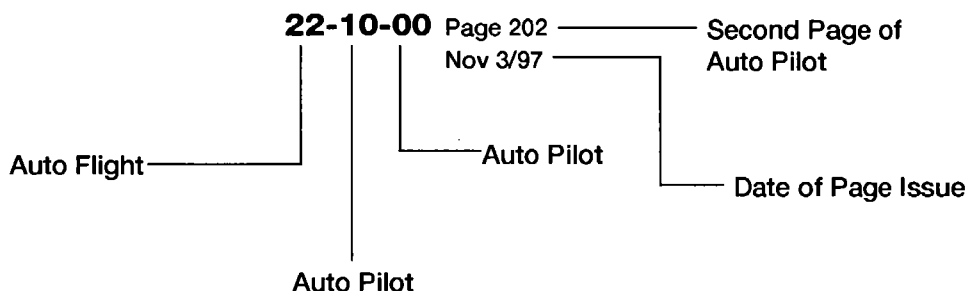 22-10-00 Page 202
Nov 3/97
Second Page of
Auto Pilot
Auto Flight
Auto Pilot
Date of Page Issue
Auto Pilot